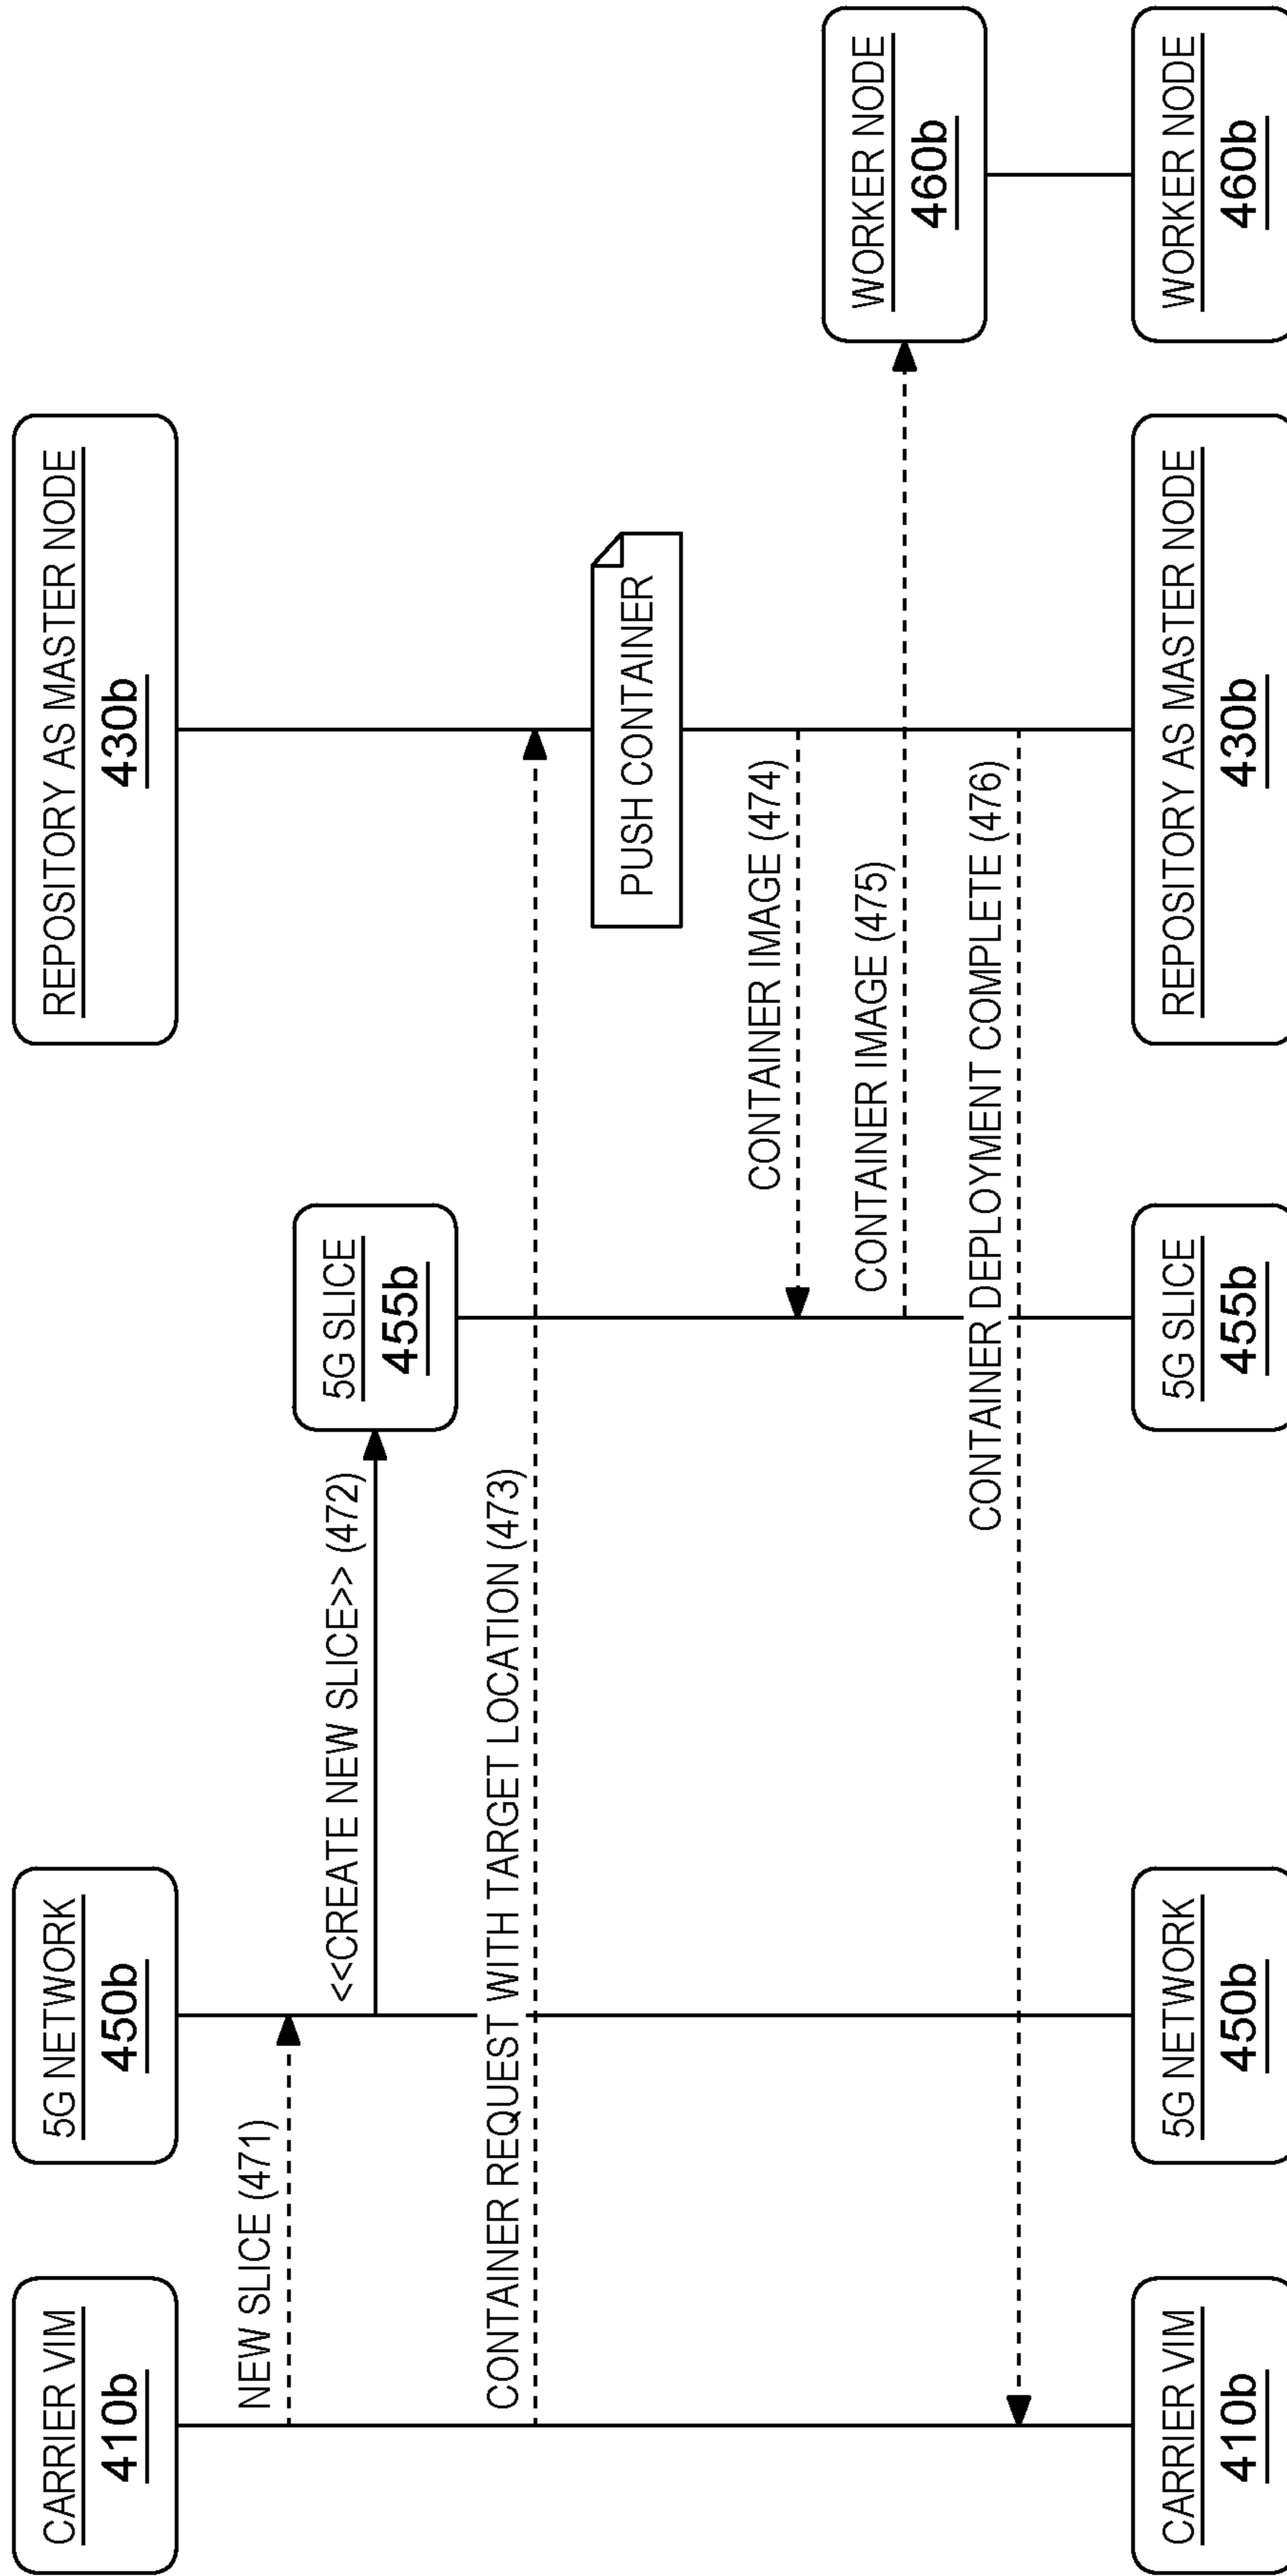 CARRIER VIM
410b
5G NETWORK
450b
REPOSITORY AS MASTER NODE
430b
NEW SLICE (471)
<<CREATE NEW SLICE>> (472)
5G SLICE
455b
CONTAINER REQUEST WITH TARGET LOCATION (473)
PUSH CONTAINER
CONTAINER IMAGE (474)
CONTAINER IMAGE (475)
WORKER NODE
460b
CONTAINER DEPLOYMENT COMPLETE (476)
CARRIER VIM
410b
5G NETWORK
450b
5G SLICE
455b
REPOSITORY AS MASTER NODE
430b
WORKER NODE
460b